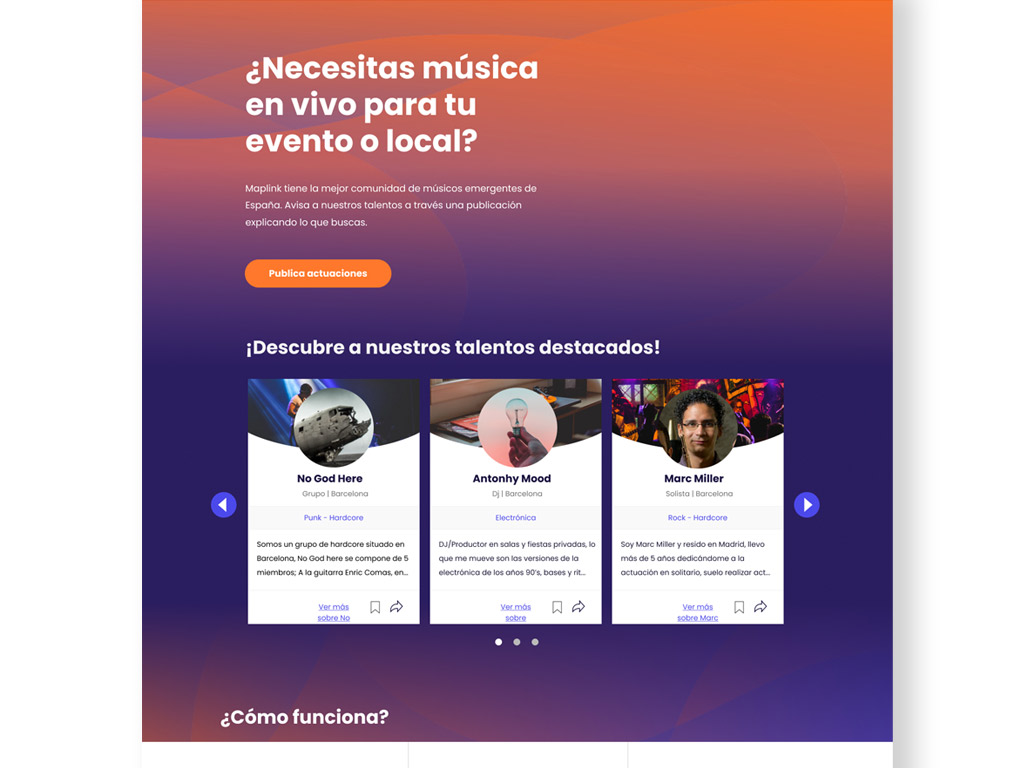 ¿Necesitas música
en vivo para tu
evento o local?
Maplink tiene la mejor comunidad de músicos emergentes de
España. Avisa a nuestros talentos a través una publicación
explicando lo que buscas.
Publica actuaciones
¡Descubre a nuestros talentos destacados!
No God Here
Grupo | Barcelona
Punk - Hardcore
Somos un grupo de hardcore situado en
Barcelona, No God here se compone de 5
miembros; A la guitarra Enric Comas, en...
Ver más
sobre No
Antonhy Mood
Dj | Barcelona
Electrónica
DJ/Productor en salas y fiestas privadas, lo
que me mueve son las versiones de la
electrónica de los años 90's, bases y rit...
Ver más
sobre
Marc Miller
Solista | Barcelona
Rock - Hardcore
Soy Marc Miller y resido en Madrid, llevo
más de 5 años dedicándome a la
actuación en solitario, suelo realizar act...
Ver más
sobre Marc
¿Cómo funciona?